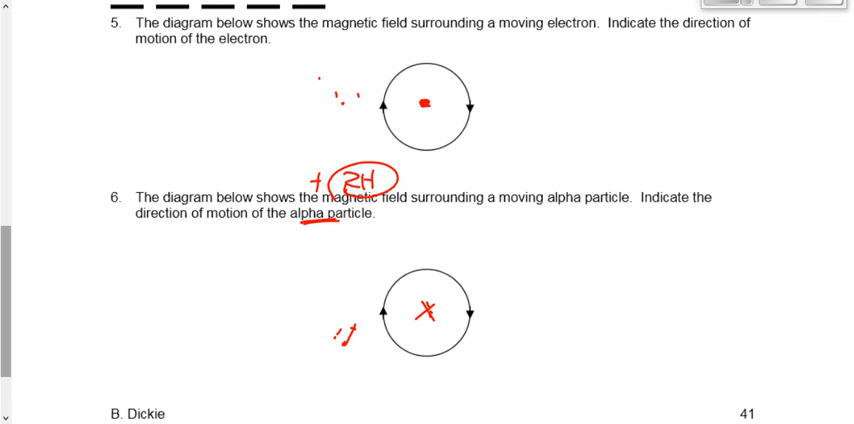 5. The diagram below shows the magnetic field surrounding a moving electron. Indicate the direction of
motion of the electron.
+ RH
6. The diagram below shows the magnetic field surrounding a moving alpha particle. Indicate the
direction of motion of the alpha particle.
B. Dickie 41